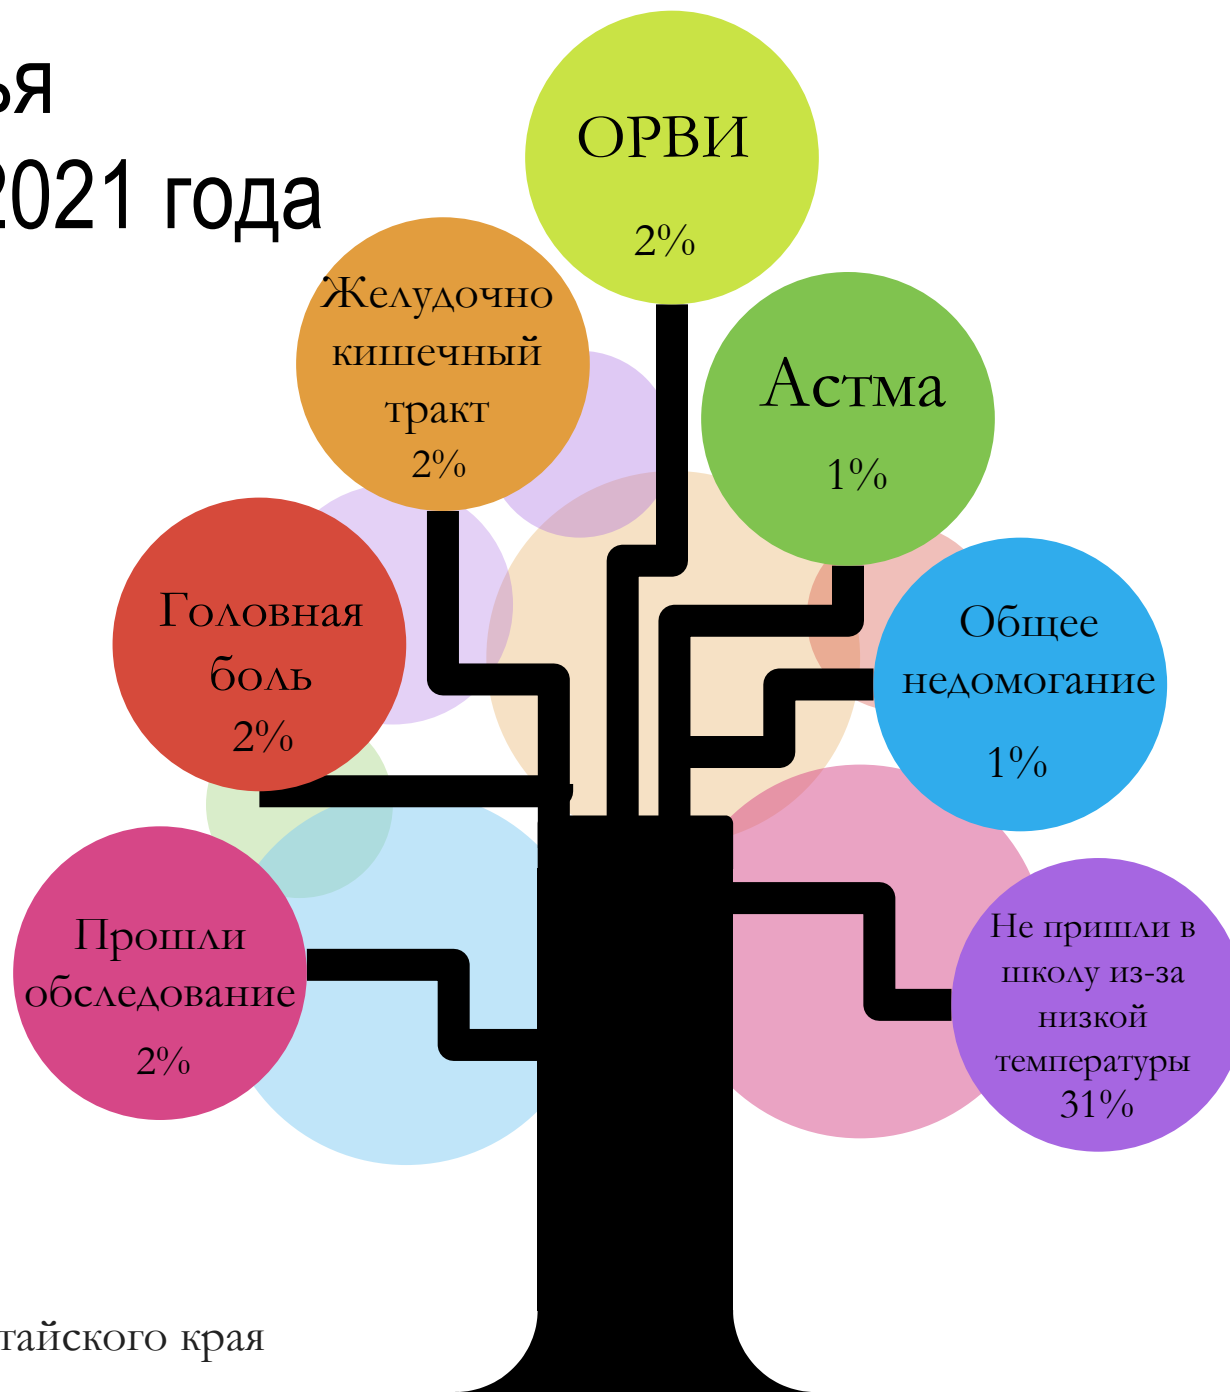 ья
2021 года
ОРВИ
2%
Желудочно
кишечный
тракт
2%
Астма
1%
Головная
боль
2%
Общее
недомогание
1%
Прошли
обследование
2%
Не пришли в
школу из-за
низкой
температуры
31%
тайского края